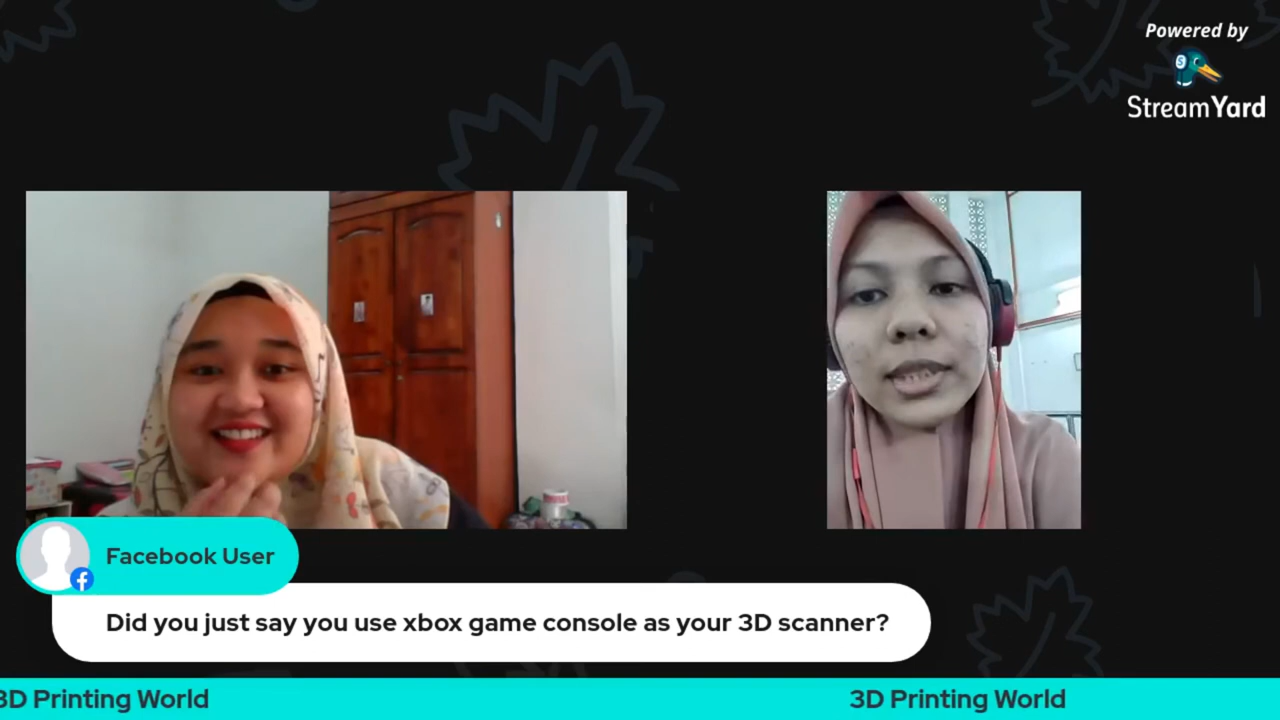 Powered by
StreamYard
Facebook User
Did you just say you use xbox game console as your 3D scanner?
3D Printing World
3D Printing World